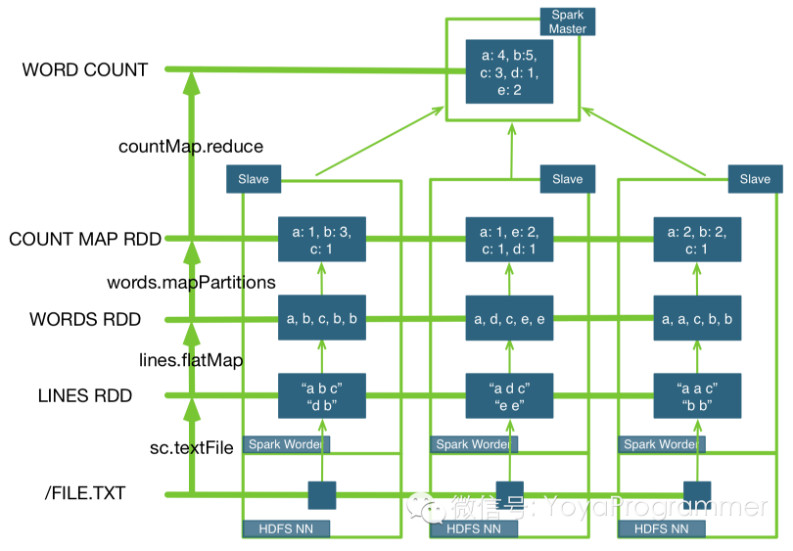 Spark
Master
WORD COUNT
a: 4, b:5,
c: 3, d: 1,
e: 2
countMap.reduce
Slave
Slave
Slave
COUNT MAP RDD
a: 1, b: 3,
c: 1
a: 1, e: 2,
c: 1, d: 1
a: 2, b: 2,
c: 1
words.mapPartitions
WORDS RDD
a, b, c, b, b
a, d, c, e, e
a, a, c, b, b
lines.flatMap
LINES RDD
“a b c”
“d b”
“a d c”
“e e”
“a a c”
“b b”
sc.textFile
Spark Worder
Spark Worder
Spark Worder
/FILE.TXT
微信号: YoyaProgrammer
HDFS NN
HDFS NN
HDFS NN